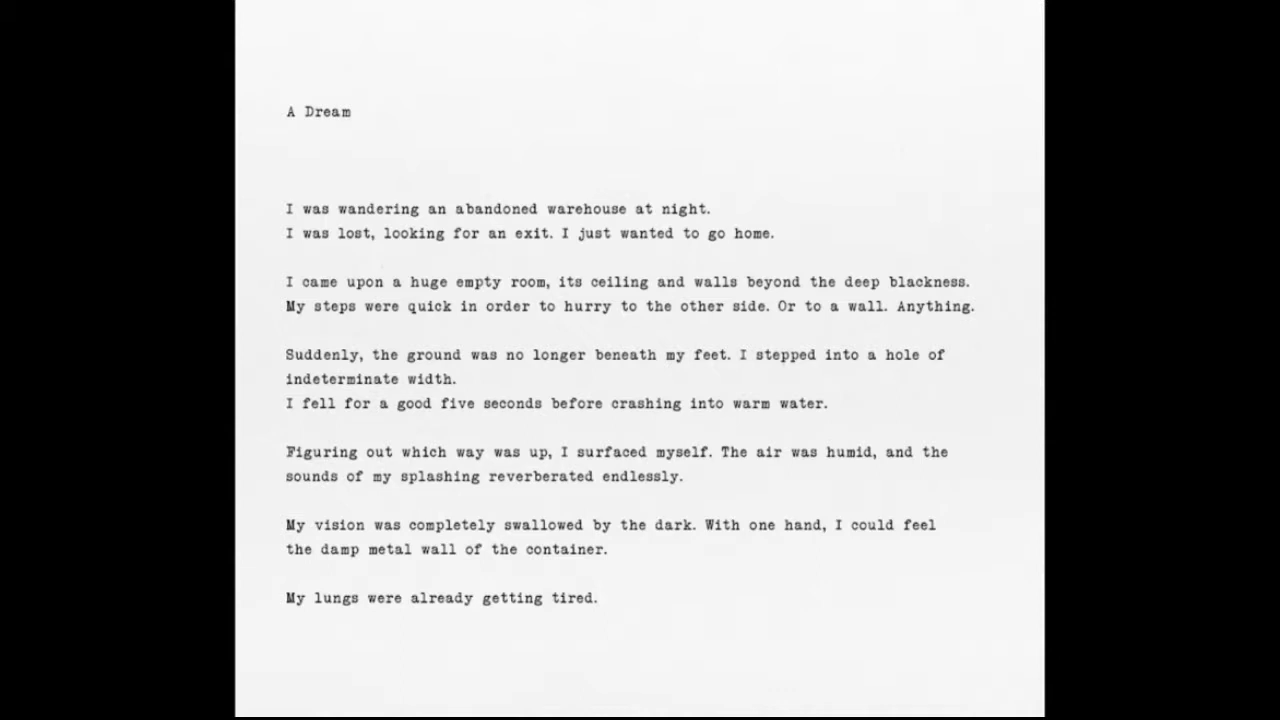 A Dream
I was wandering an abandoned warehouse at night.
I was lost, looking for an exit. I just wanted to go home.
I came upon a huge empty room, its ceiling and walls beyond the deep blackness.
My steps were quick in order to hurry to the other side. Or to a wall. Anything.
Suddenly, the ground was no longer beneath my feet. I stepped into a hole of
indeterminate width.
I fell for a good five seconds before crashing into warm water.
Figuring out which way was up, I surfaced myself. The air was humid, and the
sounds of my splashing reverberated endlessly.
My vision was completely swallowed by the dark. With one hand, I could feel
the damp metal wall of the container.
My lungs were already getting tired.